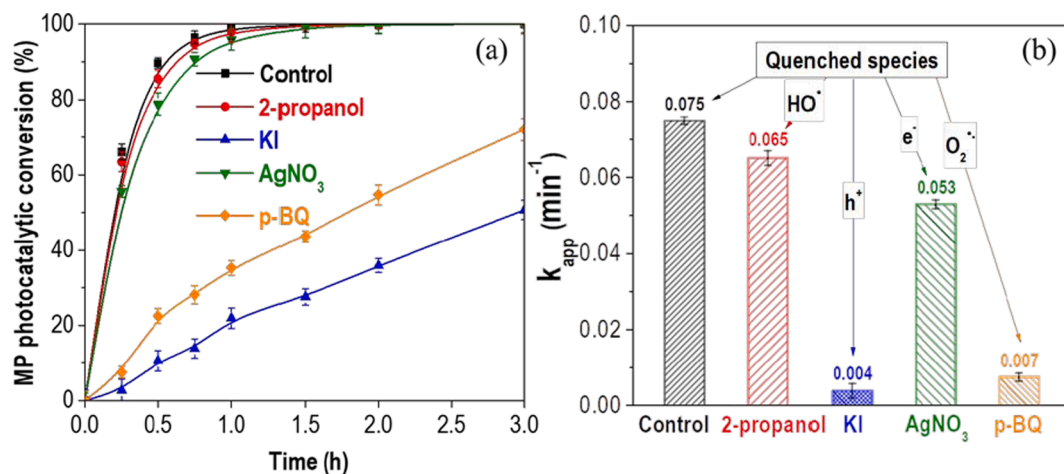 (a)
MP photocatalytic conversion (%)
100
80
60
40
20
0
Control
2-propanol
KI
AgNO₃
p-BQ
0.0 0.5 1.0 1.5 2.0 2.5 3.0
Time (h)
(b)
k_app (min⁻¹)
0.10
0.08
0.06
0.04
0.02
0.00
Quenched species
HO•
h⁺
e⁻
O₂•⁻
0.075
0.065
0.004
0.053
0.007
Control 2-propanol KI AgNO₃ p-BQ